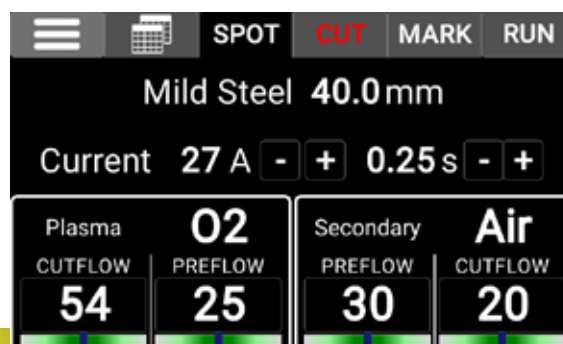 SPOT CUT MARK RUN
Mild Steel 40.0 mm
Current 27 A - + 0.25 s - +
Plasma O2 Secondary Air
CUTFLOW PREFLOW PREFLOW CUTFLOW
54 25 30 20